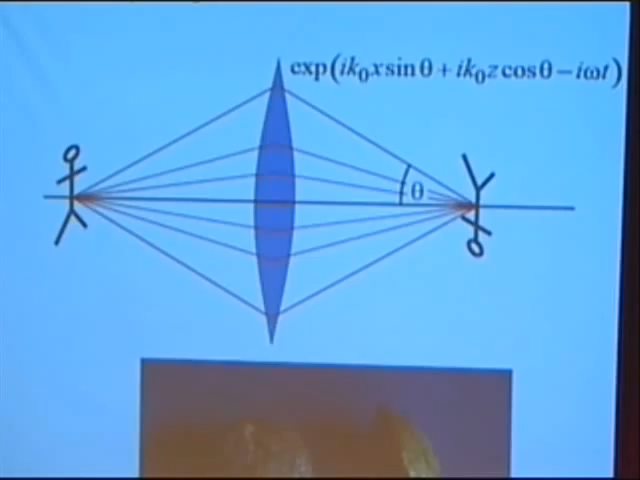 exp(ik₀x sin θ + ik₀z cos θ − iωt)
θ